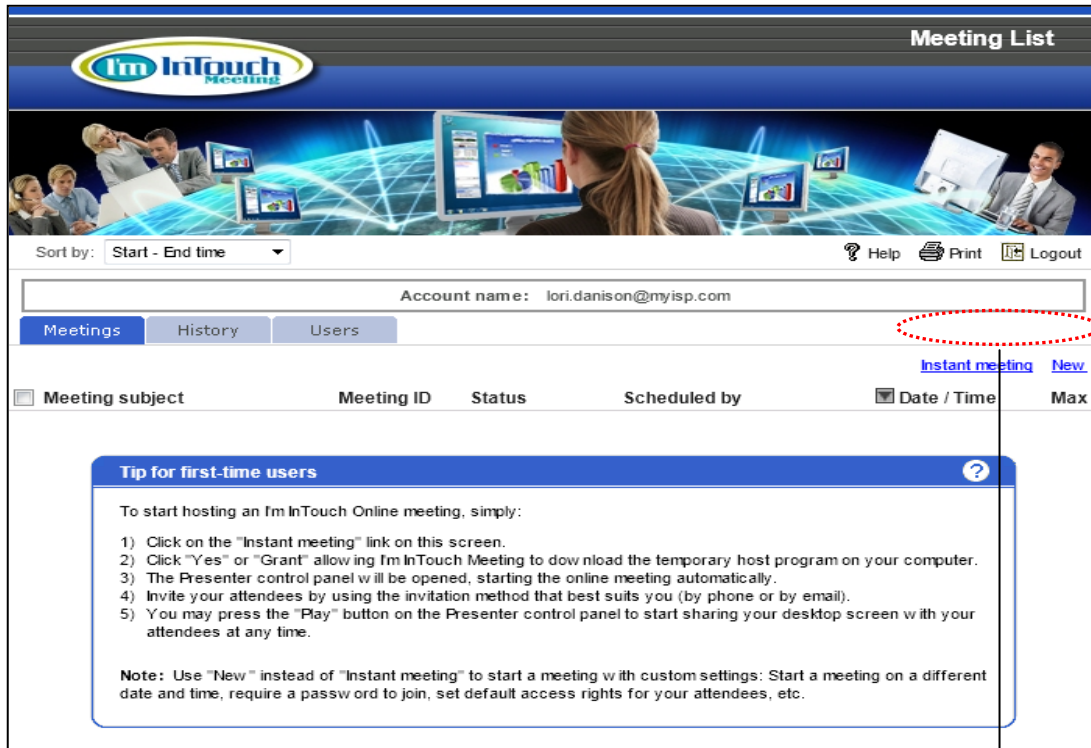 Meeting List
I'm InTouch
Meeting
Sort by: Start - End time Help Print Logout
Account name: lori.danison@myisp.com
Meetings History Users
Instant meeting New
Meeting subject Meeting ID Status Scheduled by Date / Time Max
Tip for first-time users ?
To start hosting an I'm InTouch Online meeting, simply:
1) Click on the "Instant meeting" link on this screen.
2) Click "Yes" or "Grant" allowing I'm InTouch Meeting to download the temporary host program on your computer.
3) The Presenter control panel will be opened, starting the online meeting automatically.
4) Invite your attendees by using the invitation method that best suits you (by phone or by email).
5) You may press the "Play" button on the Presenter control panel to start sharing your desktop screen with your
attendees at any time.
Note: Use "New" instead of "Instant meeting" to start a meeting with custom settings: Start a meeting on a different
date and time, require a password to join, set default access rights for your attendees, etc.